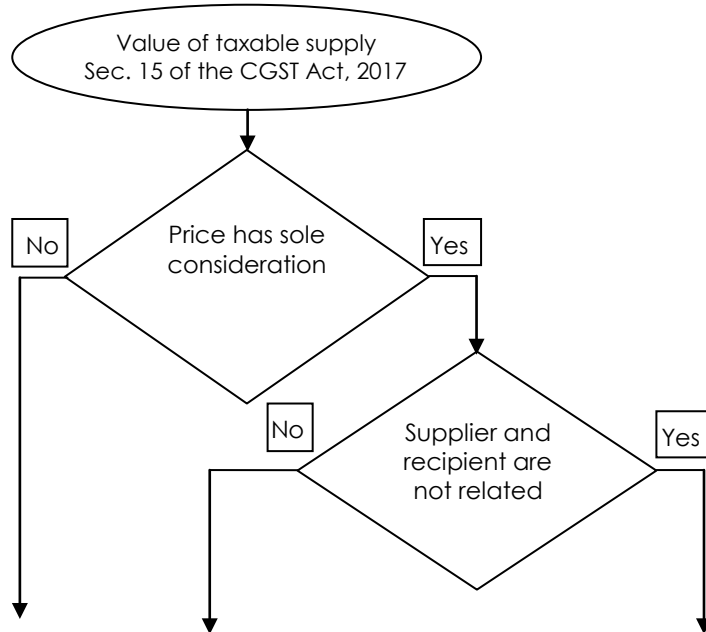 Value of taxable supply
Sec. 15 of the CGST Act, 2017
No
Price has sole
consideration
Yes
No
Supplier and
recipient are
not related
Yes